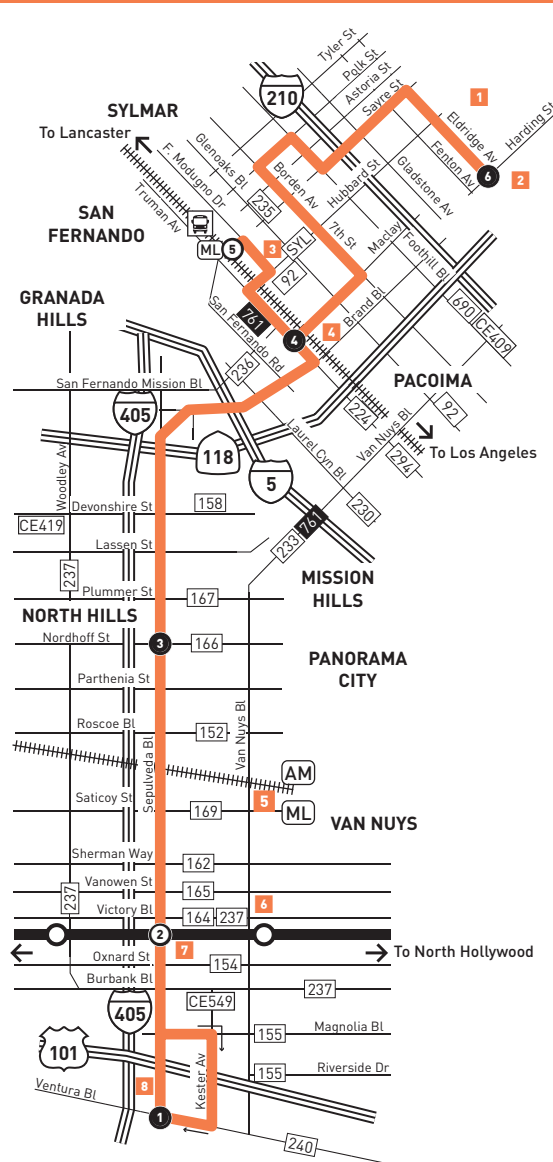 Tyler St
Polk St
Astoria St
Sayre St
210
1
SYLMAR
To Lancaster
Eldridge Av
Harding St
F. Modugno Dr
Glenoaks Bl
Fenton Av
6
2
Truman Av
Borden Av
Hubbard St
Gladstone Av
235
SAN
FERNANDO
7th St
Maclay
ML
5
3
SYL
92
Foothill Bl
GRANADA
HILLS
San Fernando Rd
761
4
4
Brand Bl
690
CE409
236
San Fernando Mission Bl
PACOIMA
405
224
92
Van Nuys Bl
To Los Angeles
294
Laurel Cyn Bl
118
5
Woodley Av
230
Devonshire St
158
CE419
761
233
Lassen St
237
MISSION
HILLS
Plummer St
167
NORTH HILLS
Nordhoff St
3
166
PANORAMA
CITY
Parthenia St
Roscoe Bl
152
Sepulveda Bl
Van Nuys Bl
AM
5
Saticoy St
169
ML
VAN NUYS
Sherman Way
162
Vanowen St
165
237
Victory Bl
164
237
6
2
7
To North Hollywood
Oxnard St
154
Burbank Bl
237
CE549
405
155
Magnolia Bl
101
Kester Av
155
Riverside Dr
8
Ventura Bl
1
240